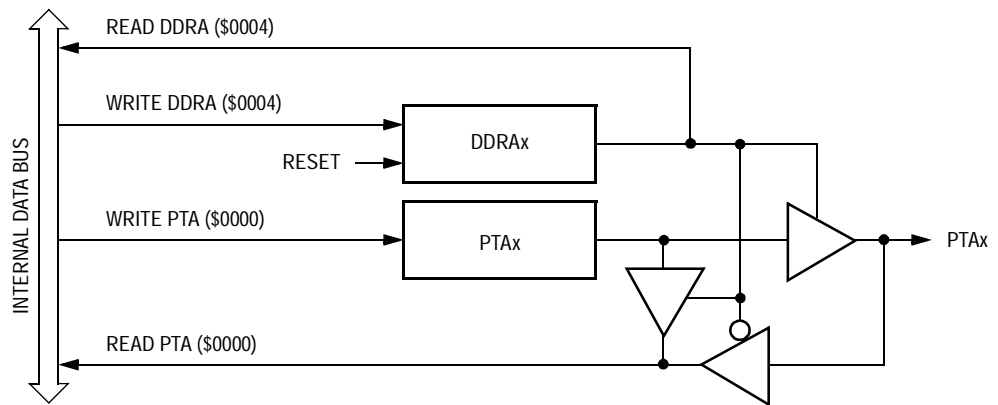 READ DDRA ($0004)
WRITE DDRA ($0004)
DDRAx
RESET
WRITE PTA ($0000)
PTAx
PTAx
READ PTA ($0000)
INTERNAL DATA BUS